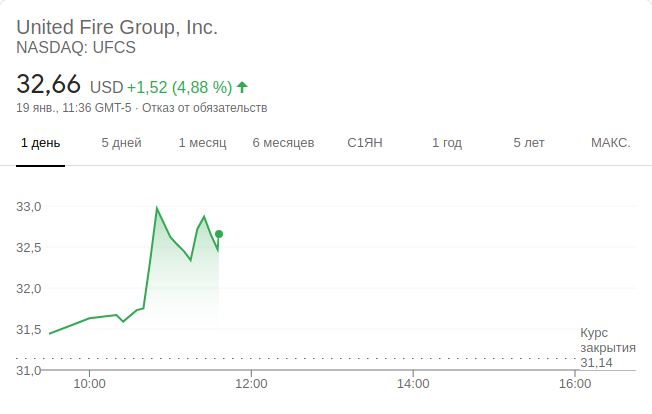 United Fire Group, Inc.
NASDAQ: UFCS
32,66 USD +1,52 (4,88 %)
19 янв., 11:36 GMT-5 · Отказ от обязательств
1 день 5 дней 1 месяц 6 месяцев С1ЯН 1 год 5 лет МАКС.
33,0
32,5
32,0
31,5
Курс
закрытия
31,14
31,0
10:00 12:00 14:00 16:00